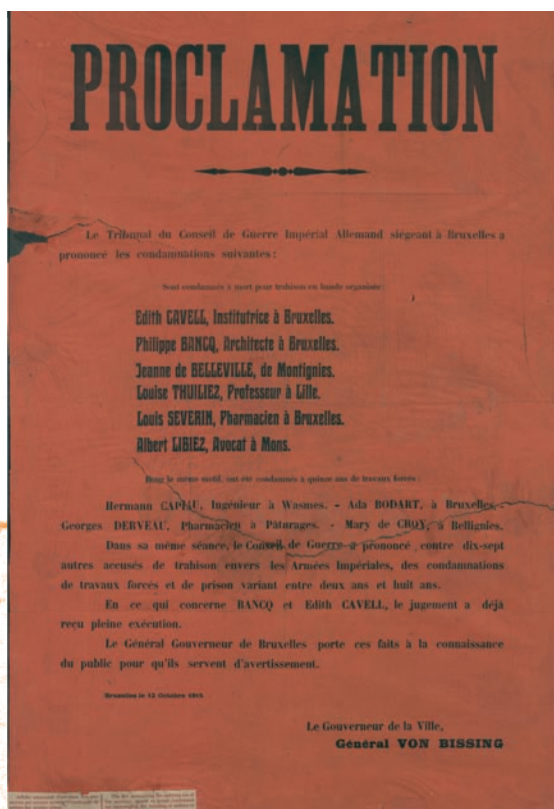 PROCLAMATION
Le Tribunal du Conseil de Guerre Impérial Allemand siégeant à Bruxelles a
prononcé les condamnations suivantes :
Sont condamnés à mort pour trahison en bande organisée :
Edith CAVELL, Institutrice à Bruxelles.
Philippe BANCQ, Architecte à Bruxelles.
Jeanne de BELLEVILLE, de Montignies.
Louise THUILIEZ, Professeur à Lille.
Louis SEVERIN, Pharmacien à Bruxelles.
Albert LIBIEZ, Avocat à Mons.
Pour le même motif, ont été condamnés à quinze ans de travaux forcés :
Hermann CAPIAU, Ingénieur à Wasmes. - Ada BODART, à Bruxelles. -
Georges DERVEAU, Pharmacien à Pâturages. - Mary de CROY, à Bellignies.
Dans sa même séance, le Conseil de Guerre a prononcé contre dix-sept
autres accusés de trahison envers les Armées Impériales, des condamnations
de travaux forcés et de prison variant entre deux ans et huit ans.
En ce qui concerne BANCQ et Edith CAVELL, le jugement a déjà
reçu pleine exécution.
Le Général Gouverneur de Bruxelles porte ces faits à la connaissance
du public pour qu'ils servent d'avertissement.
Bruxelles le 12 Octobre 1915
Le Gouverneur de la Ville,
Général VON BISSING